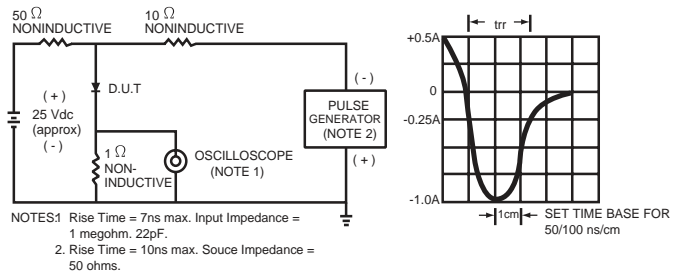 50 Ω
NONINDUCTIVE
10 Ω
NONINDUCTIVE
D.U.T
( + )
25 Vdc
(approx)
( - )
1 Ω
NON-
INDUCTIVE
OSCILLOSCOPE
(NOTE 1)
( - )
PULSE
GENERATOR
(NOTE 2)
( + )
trr
+0.5A
0
-0.25A
-1.0A
1cm
SET TIME BASE FOR
50/100 ns/cm
NOTES:1 Rise Time = 7ns max. Input Impedance =
1 megohm. 22pF.
2. Rise Time = 10ns max. Souce Impedance =
50 ohms.